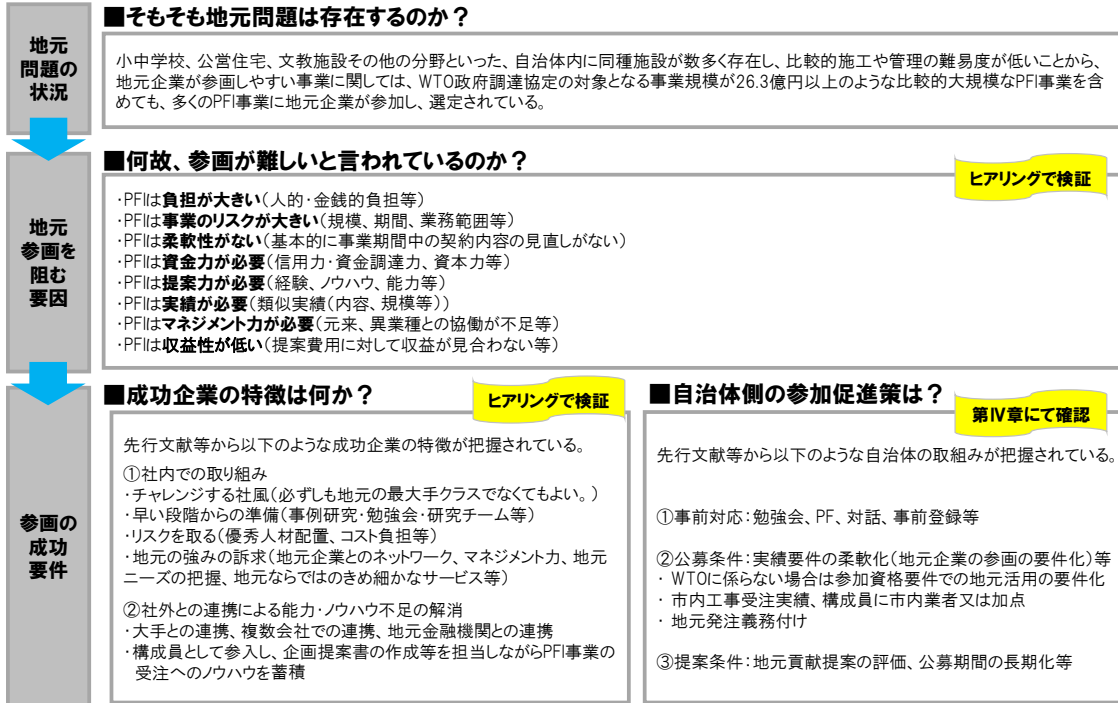 地元
問題の
状況
■そもそも地元問題は存在するのか？
小中学校、公営住宅、文教施設その他の分野といった、自治体内に同種施設が数多く存在し、比較的施工や管理の難易度が低いことから、
地元企業が参画しやすい事業に関しては、WTO政府調達協定の対象となる事業規模が26.3億円以上のような比較的大規模なPFI事業を含
めても、多くのPFI事業に地元企業が参加し、選定されている。
地元
参画を
阻む
要因
■何故、参画が難しいと言われているのか？
ヒアリングで検証
・PFIは負担が大きい（人的・金銭的負担等）
・PFIは事業のリスクが大きい（規模、期間、業務範囲等）
・PFIは柔軟性がない（基本的に事業期間中の契約内容の見直しがない）
・PFIは資金力が必要（信用力・資金調達力、資本力等）
・PFIは提案力が必要（経験、ノウハウ、能力等）
・PFIは実績が必要（類似実績（内容、規模等））
・PFIはマネジメント力が必要（元来、異業種との協働が不足等）
・PFIは収益性が低い（提案費用に対して収益が見合わない等）
参画の
成功
要件
■成功企業の特徴は何か？
ヒアリングで検証
先行文献等から以下のような成功企業の特徴が把握されている。
①社内での取り組み
・チャレンジする社風（必ずしも地元の最大手クラスでなくてもよい。）
・早い段階からの準備（事例研究・勉強会・研究チーム等）
・リスクを取る（優秀人材配置、コスト負担等）
・地元の強みの訴求（地元企業とのネットワーク、マネジメント力、地元
ニーズの把握、地元ならではのきめ細かなサービス等）
②社外との連携による能力・ノウハウ不足の解消
・大手との連携、複数会社での連携、地元金融機関との連携
・構成員として参入し、企画提案書の作成等を担当しながらPFI事業の
受注へのノウハウを蓄積
■自治体側の参加促進策は？
第Ⅳ章にて確認
先行文献等から以下のような自治体の取組みが把握されている。
①事前対応：勉強会、PF、対話、事前登録等
②公募条件：実績要件の柔軟化（地元企業の参画の要件化）等
・ WTOに係らない場合は参加資格要件での地元活用の要件化
・ 市内工事受注実績、構成員に市内業者又は加点
・ 地元発注義務付け
③提案条件：地元貢献提案の評価、公募期間の長期化等